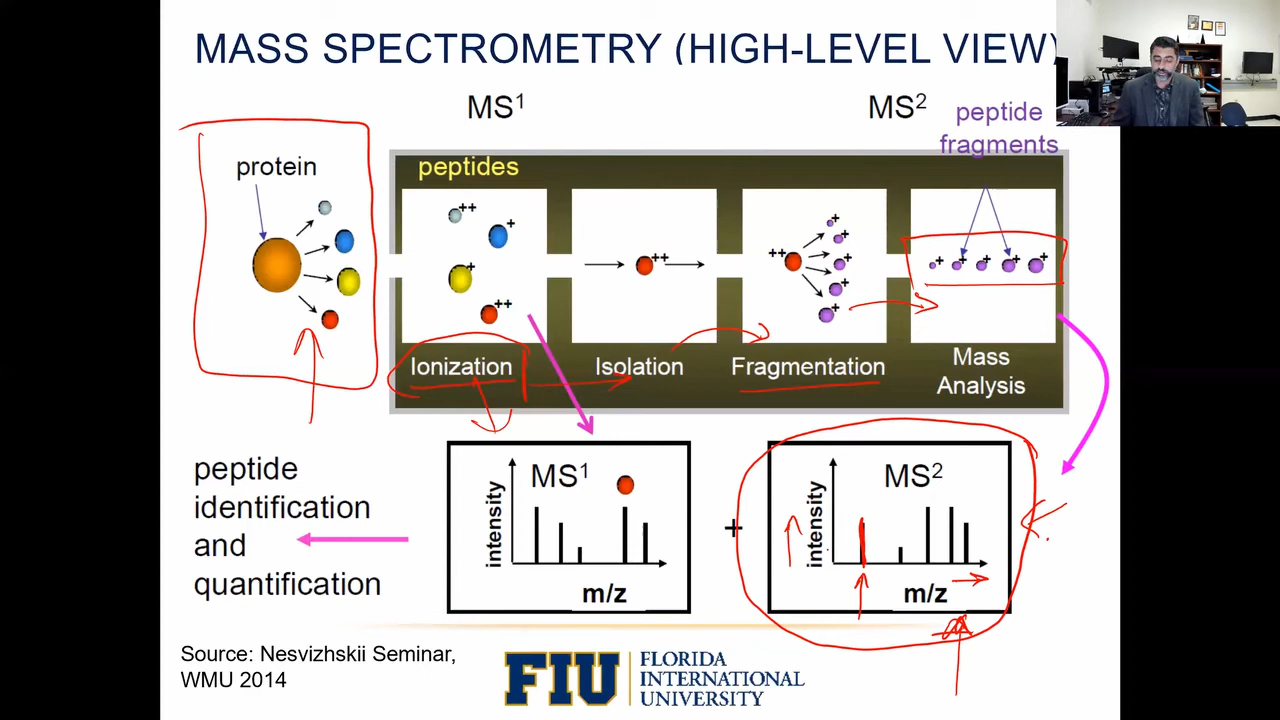 MASS SPECTROMETRY (HIGH-LEVEL VIEW)
MS1
MS2
peptide
fragments
protein
peptides
++
+
+
++
++
++
+
+
+
+
+
+
+
+
+
+
Ionization
Isolation
Fragmentation
Mass
Analysis
peptide
identification
and
quantification
MS1
intensity
m/z
+
MS2
intensity
m/z
Source: Nesvizhskii Seminar,
WMU 2014
FIU
FLORIDA
INTERNATIONAL
UNIVERSITY